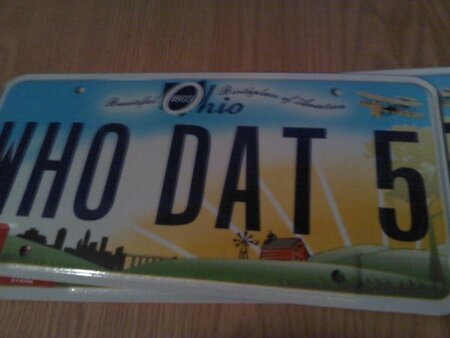 Beautiful Ohio Birthplace of Aviation
WHO DAT 5